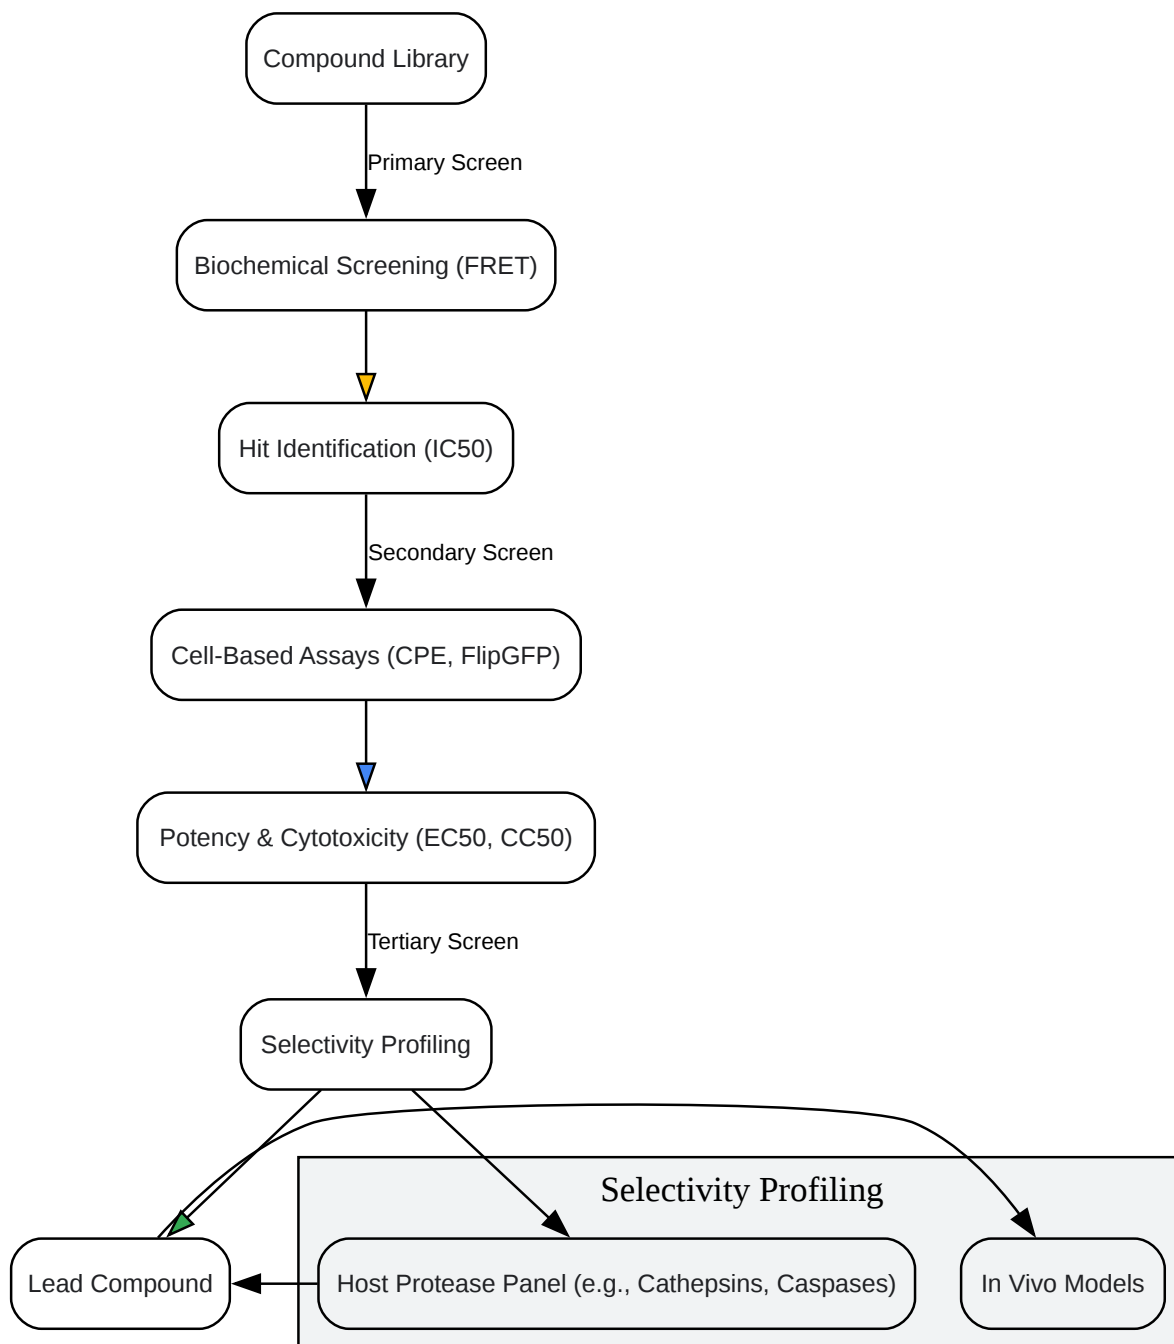 Compound Library
Primary Screen
Biochemical Screening (FRET)
Hit Identification (IC50)
Secondary Screen
Cell-Based Assays (CPE, FlipGFP)
Potency & Cytotoxicity (EC50, CC50)
Tertiary Screen
Selectivity Profiling
Selectivity Profiling
Lead Compound
Host Protease Panel (e.g., Cathepsins, Caspases)
In Vivo Models